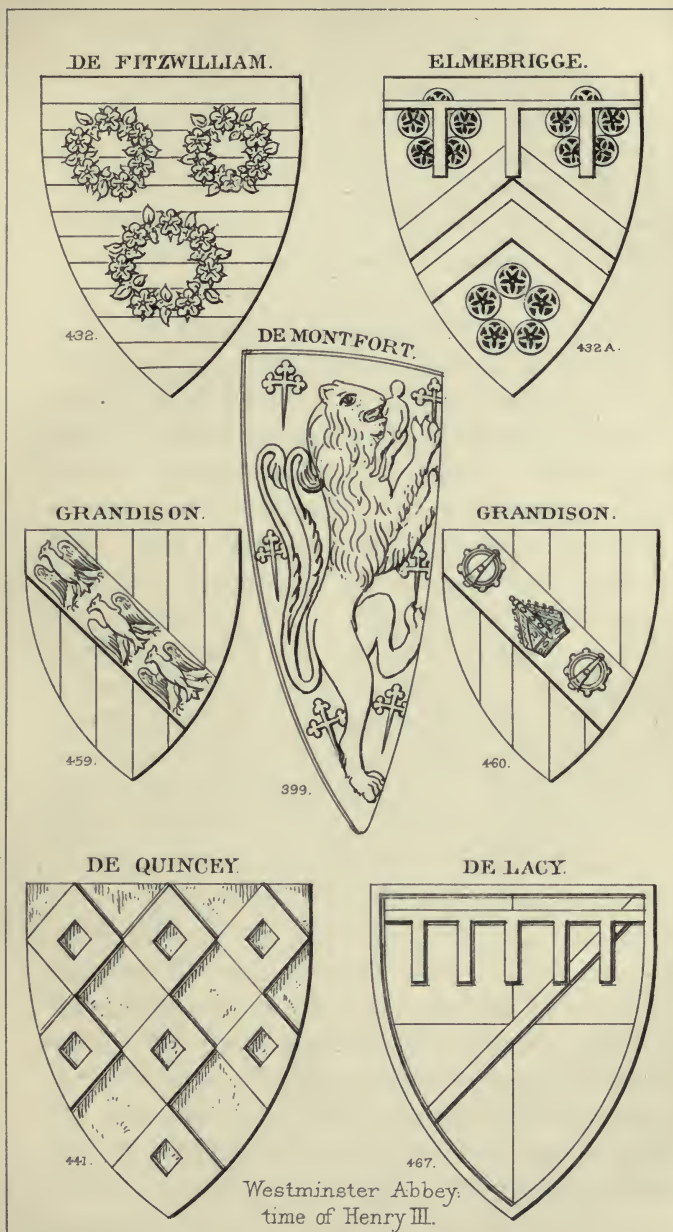 DE FITZWILLIAM.
ELMEBRIGGE.
432.
432A.
DE MONTFORT.
GRANDISON.
GRANDISON.
459.
399.
460.
DE QUINCEY.
DE LACY.
441.
467.
Westminster Abbey:
time of Henry III.